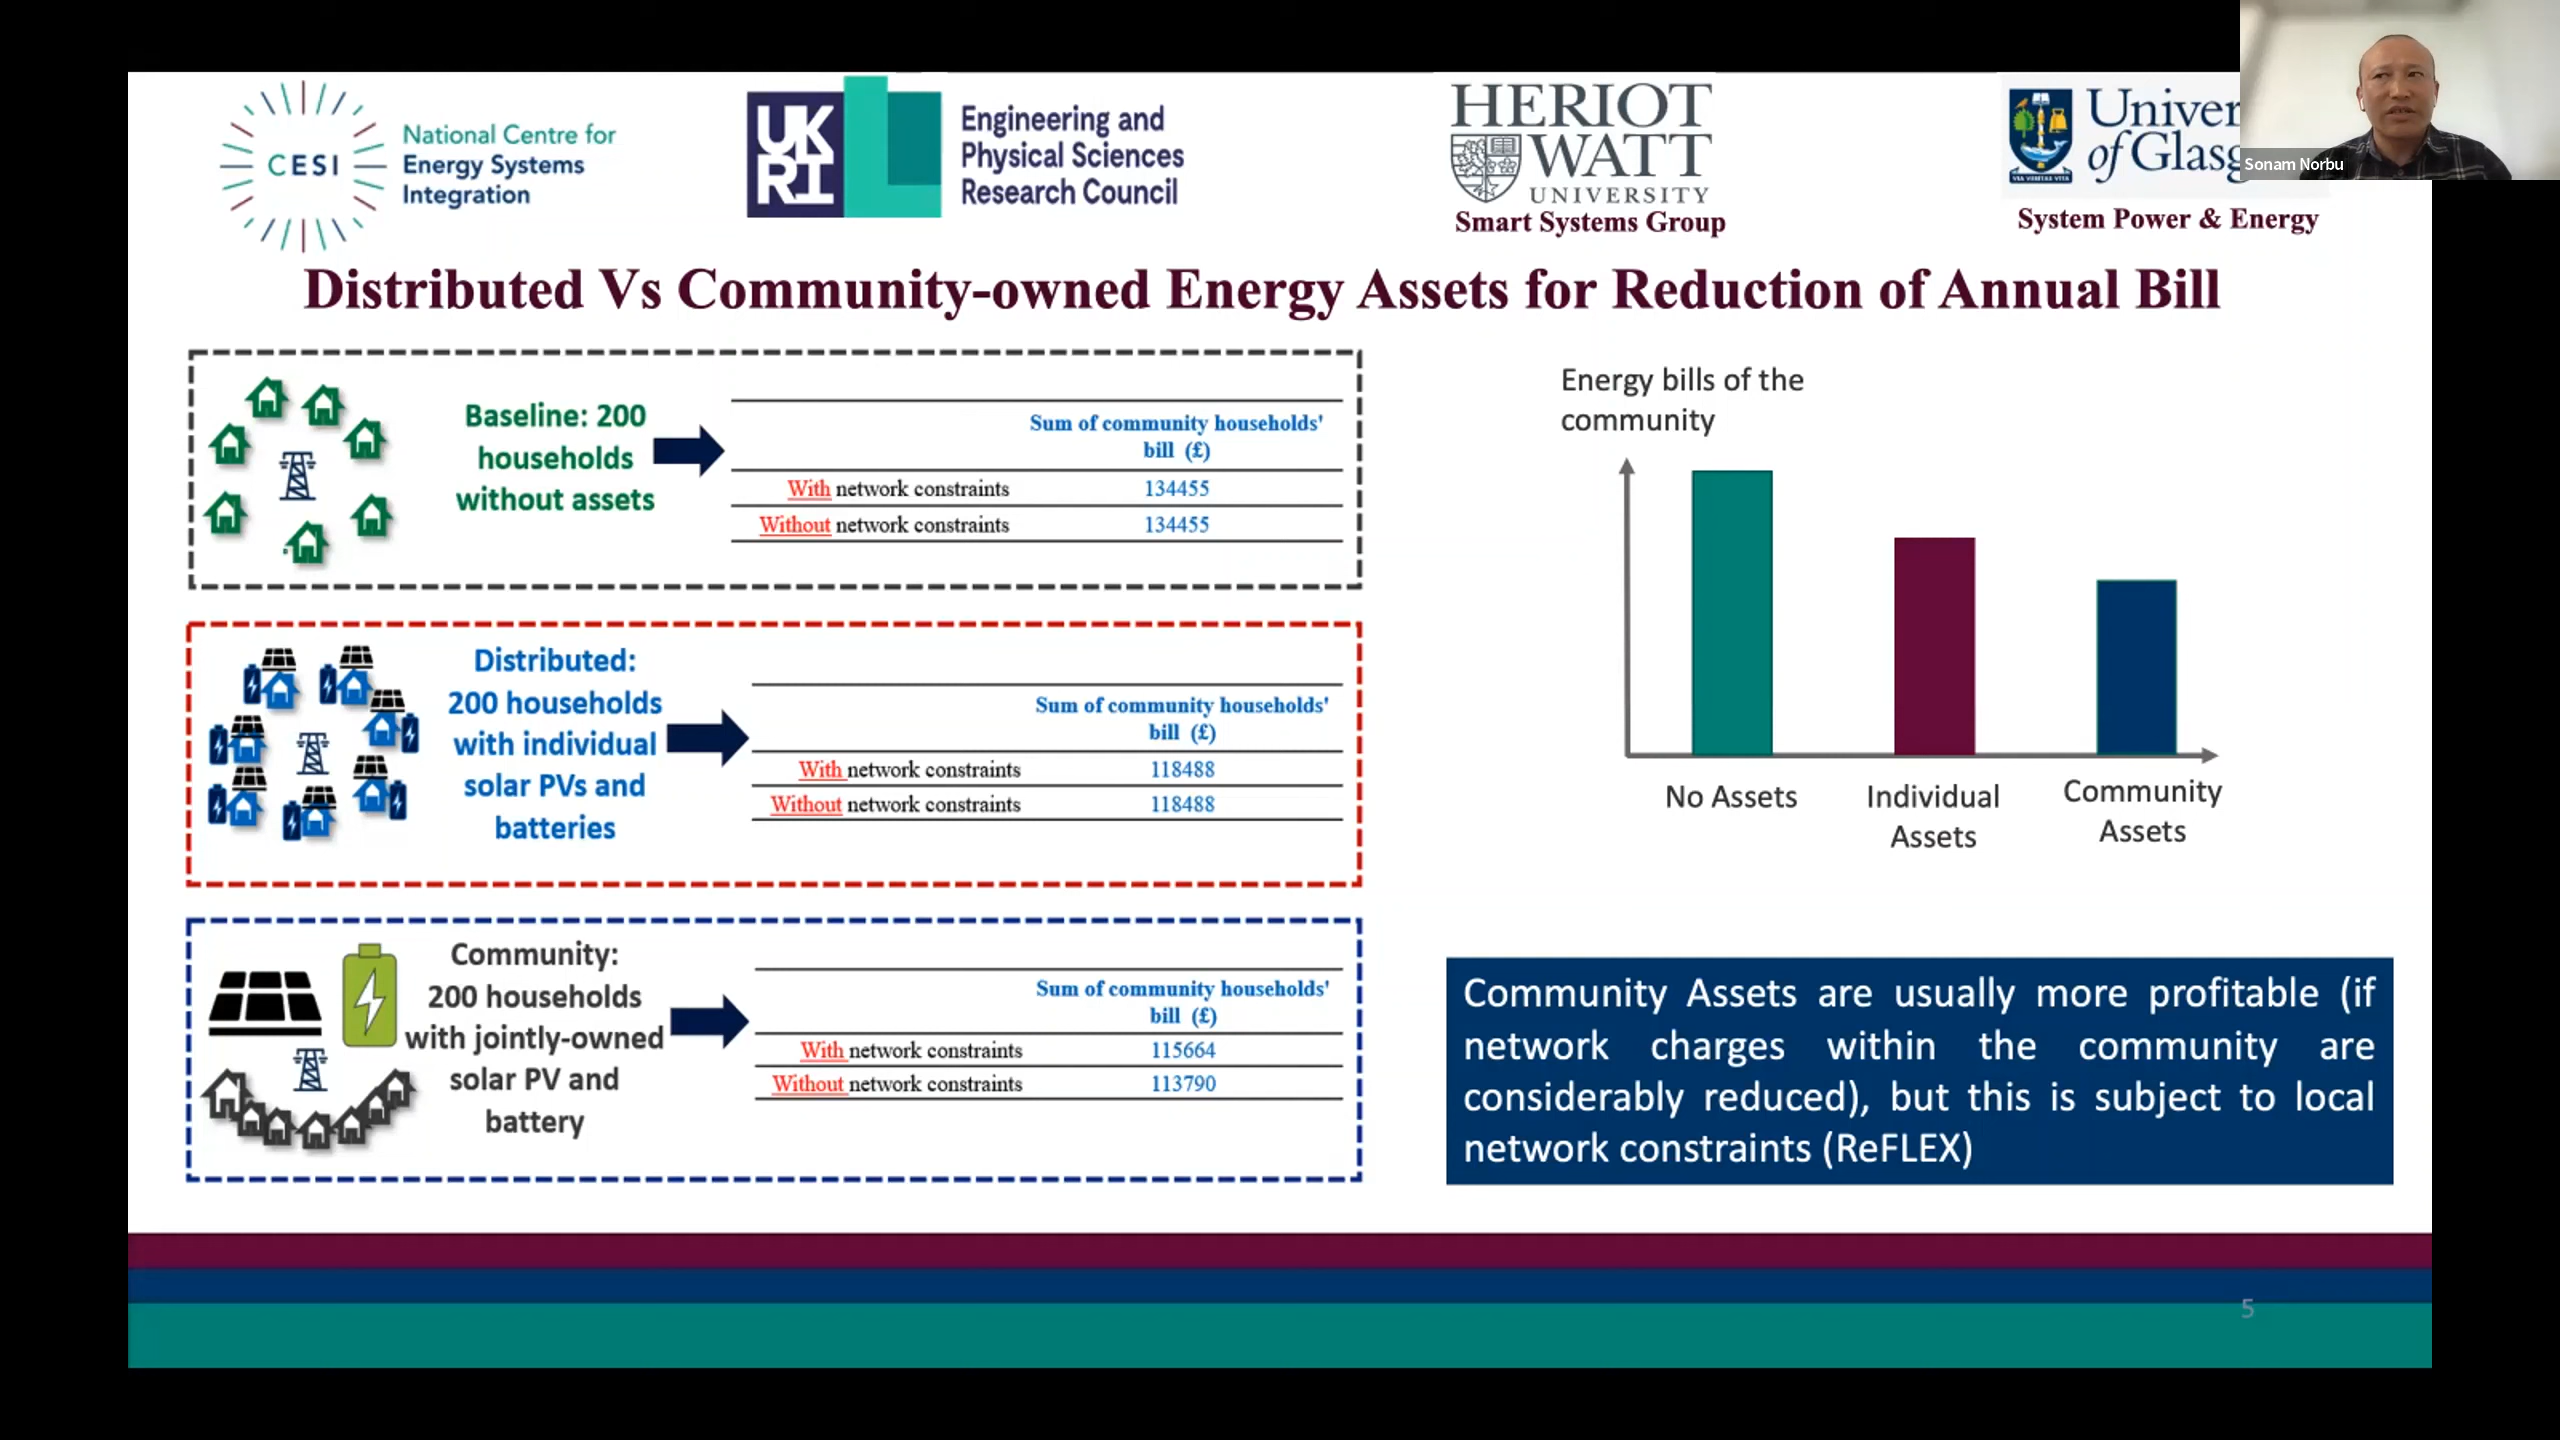 CESI
National Centre for
Energy Systems
Integration
UK
RI
Engineering and
Physical Sciences
Research Council
HERIOT
WATT
UNIVERSITY
Smart Systems Group
of
System Power & Energy
Sonam Norbu
Distributed Vs Community-owned Energy Assets for Reduction of Annual Bill
Baseline: 200
households
without assets
Sum of community households'
bill (£)
With network constraints 134455
Without network constraints 134455
Distributed:
200 households
with individual
solar PVs and
batteries
Sum of community households'
bill (£)
With network constraints 118488
Without network constraints 118488
Community:
200 households
with jointly-owned
solar PV and
battery
Sum of community households'
bill (£)
With network constraints 115664
Without network constraints 113790
Energy bills of the
community
No Assets
Individual
Assets
Community
Assets
Community Assets are usually more profitable (if
network charges within the community are
considerably reduced), but this is subject to local
network constraints (ReFLEX)
5